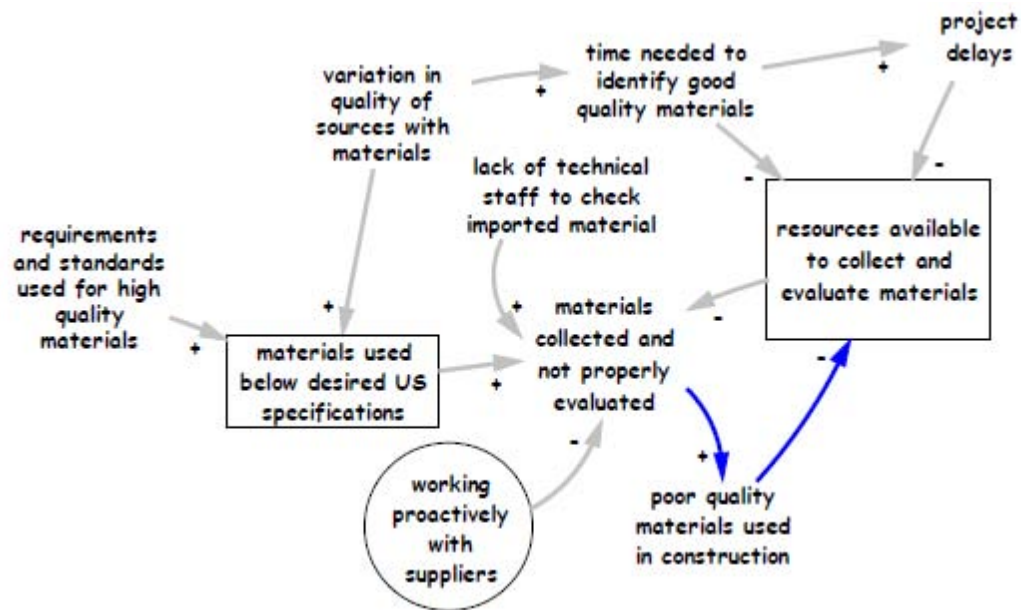 project
delays
+
time needed to
identify good
quality materials
+
variation in
quality of
sources with
materials
-
-
lack of technical
staff to check
imported material
resources available
to collect and
evaluate materials
requirements
and standards
used for high
quality
materials
+
+
+
materials
collected and
not properly
evaluated
-
+
materials used
below desired US
specifications
+
-
-
+
working
proactively
with
suppliers
poor quality
materials used
in construction